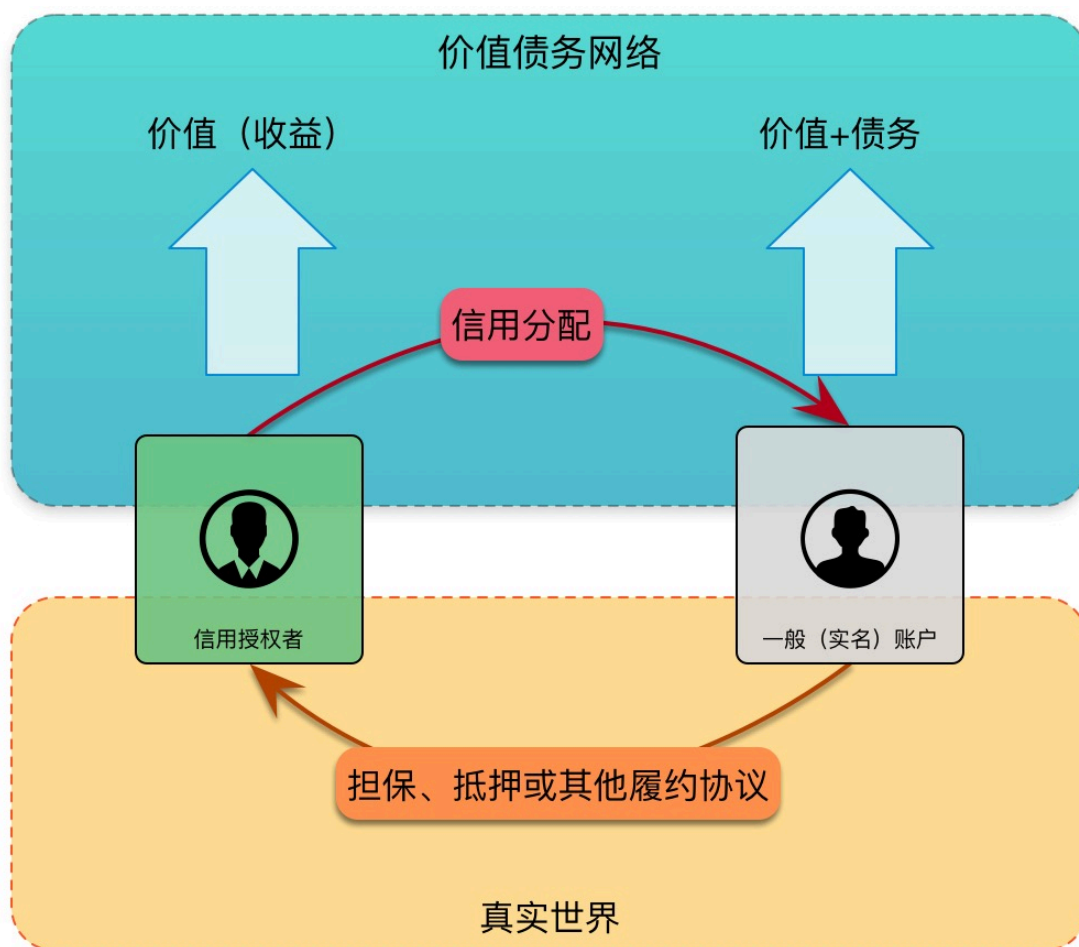 价值债务网络
价值（收益）
价值+债务
信用分配
信用授权者
一般（实名）账户
担保、抵押或其他履约协议
真实世界